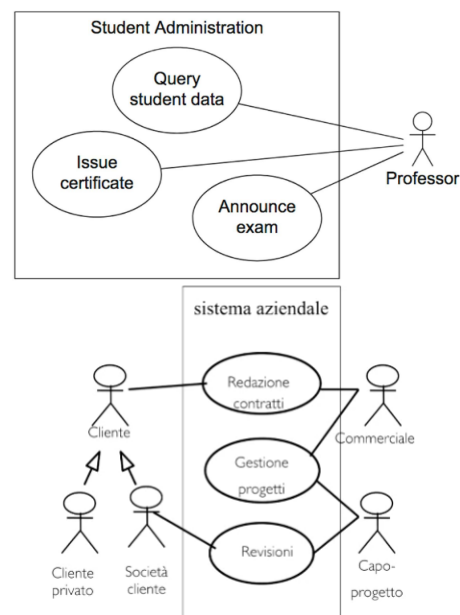 Student Administration
Query
student data
Issue
certificate
Announce
exam
Professor
sistema aziendale
Redazione
contratti
Cliente
Commerciale
Gestione
progetti
Revisioni
Cliente
privato
Società
cliente
Capo-
progetto